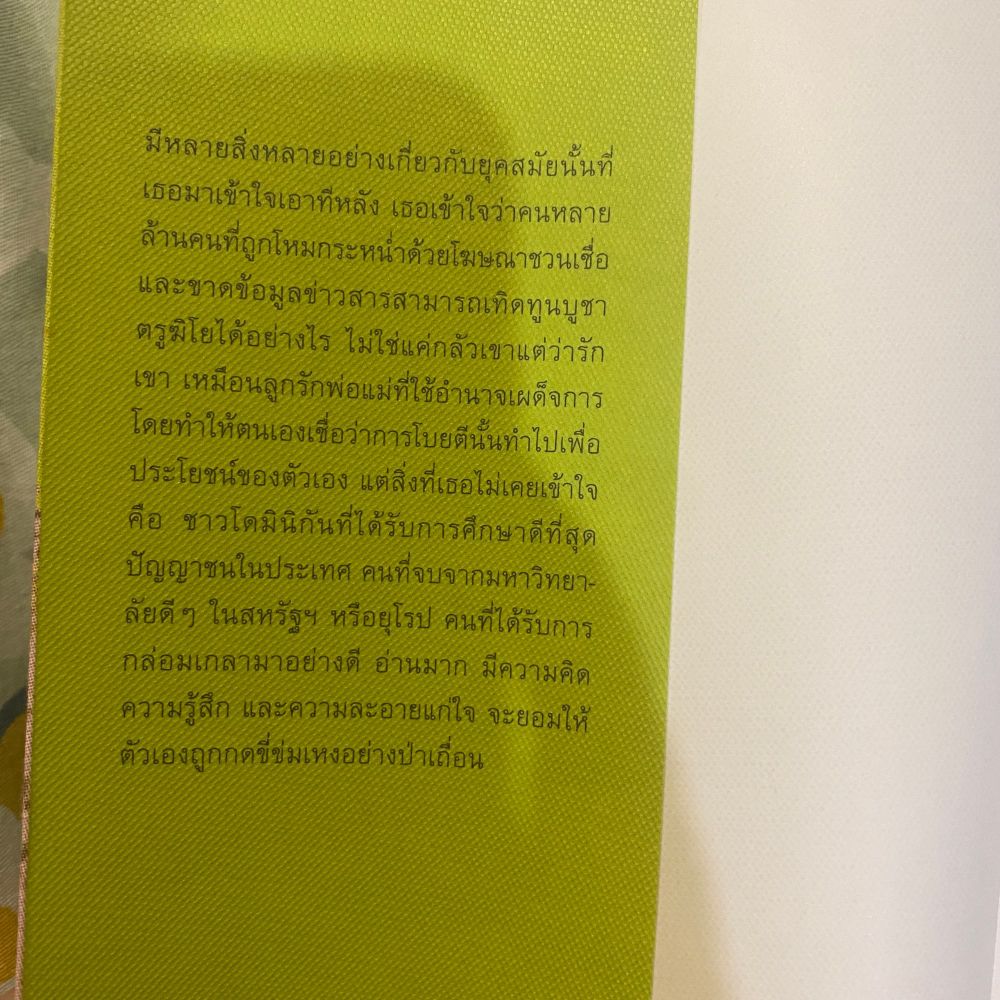 มีหลายสิ่งหลายอย่างเกี่ยวกับยุคสมัยนั้นที่
เธอมาเข้าใจเอาทีหลัง เธอเข้าใจว่าคนหลาย
ล้านคนที่ถูกโหมกระหน่ำด้วยโฆษณาชวนเชื่อ
และขาดข้อมูลข่าวสารสามารถเทิดทูนบูชา
ตรูฆิโยได้อย่างไร ไม่ใช่แค่กลัวเขาแต่ว่ารัก
เขา เหมือนลูกรักพ่อแม่ที่ใช้อำนาจเผด็จการ
โดยทำให้ตนเองเชื่อว่าการโบยตีนั้นทำไปเพื่อ
ประโยชน์ของตัวเอง แต่สิ่งที่เธอไม่เคยเข้าใจ
คือ ชาวโดมินิกันที่ได้รับการศึกษาดีที่สุด
ปัญญาชนในประเทศ คนที่จบจากมหาวิทยา-
ลัยดีๆ ในสหรัฐฯ หรือยุโรป คนที่ได้รับการ
กล่อมเกลามาอย่างดี อ่านมาก มีความคิด
ความรู้สึก และความละอายแก่ใจ จะยอมให้
ตัวเองถูกกดขี่ข่มเหงอย่างป่าเถื่อน